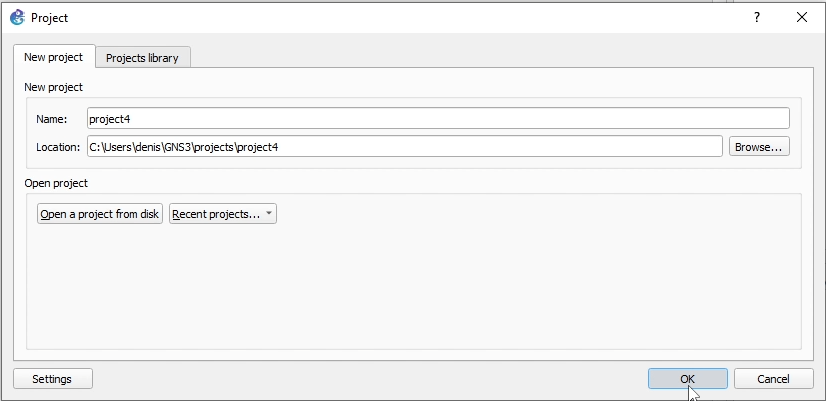 Project ?
New project Projects library
New project
Name: project4
Location: C:\Users\denis\GNS3\projects\project4 Browse...
Open project
Open a project from disk Recent projects...
Settings OK Cancel